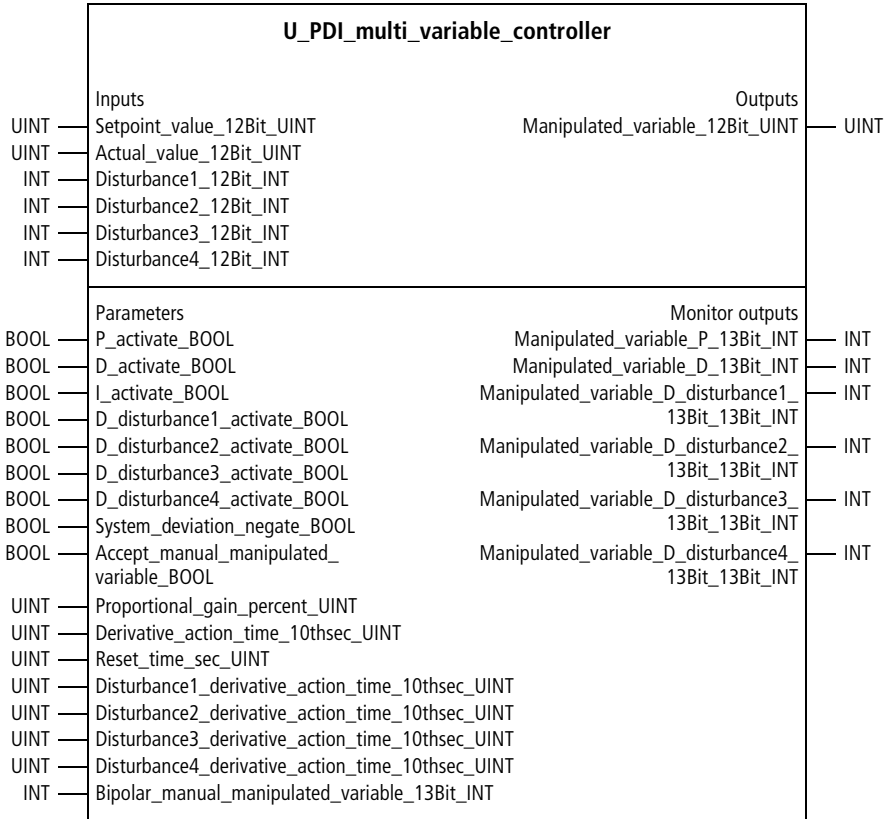 U_PDI_multi_variable_controller
Inputs Outputs
UINT Setpoint_value_12Bit_UINT Manipulated_variable_12Bit_UINT UINT
UINT Actual_value_12Bit_UINT
INT Disturbance1_12Bit_INT
INT Disturbance2_12Bit_INT
INT Disturbance3_12Bit_INT
INT Disturbance4_12Bit_INT
Parameters Monitor outputs
BOOL P_activate_BOOL Manipulated_variable_P_13Bit_INT INT
BOOL D_activate_BOOL Manipulated_variable_D_13Bit_INT INT
BOOL I_activate_BOOL Manipulated_variable_D_disturbance1_ INT
BOOL D_disturbance1_activate_BOOL 13Bit_13Bit_INT
BOOL D_disturbance2_activate_BOOL Manipulated_variable_D_disturbance2_ INT
BOOL D_disturbance3_activate_BOOL 13Bit_13Bit_INT
BOOL D_disturbance4_activate_BOOL Manipulated_variable_D_disturbance3_ INT
BOOL System_deviation_negate_BOOL 13Bit_13Bit_INT
BOOL Accept_manual_manipulated_ Manipulated_variable_D_disturbance4_ INT
variable_BOOL 13Bit_13Bit_INT
UINT Proportional_gain_percent_UINT
UINT Derivative_action_time_10thsec_UINT
UINT Reset_time_sec_UINT
UINT Disturbance1_derivative_action_time_10thsec_UINT
UINT Disturbance2_derivative_action_time_10thsec_UINT
UINT Disturbance3_derivative_action_time_10thsec_UINT
UINT Disturbance4_derivative_action_time_10thsec_UINT
INT Bipolar_manual_manipulated_variable_13Bit_INT